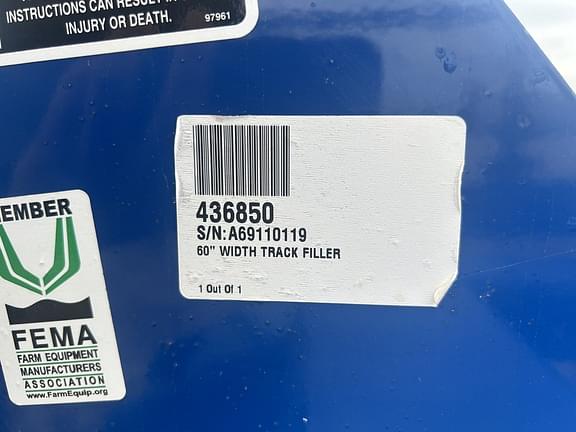 INSTRUCTIONS CAN RESULT IN
INJURY OR DEATH.
97961
436850
S/N:A69110119
60" WIDTH TRACK FILLER
1 Out Of 1
MEMBER
FEMA
FARM EQUIPMENT
MANUFACTURERS
ASSOCIATION
www.FarmEquip.org